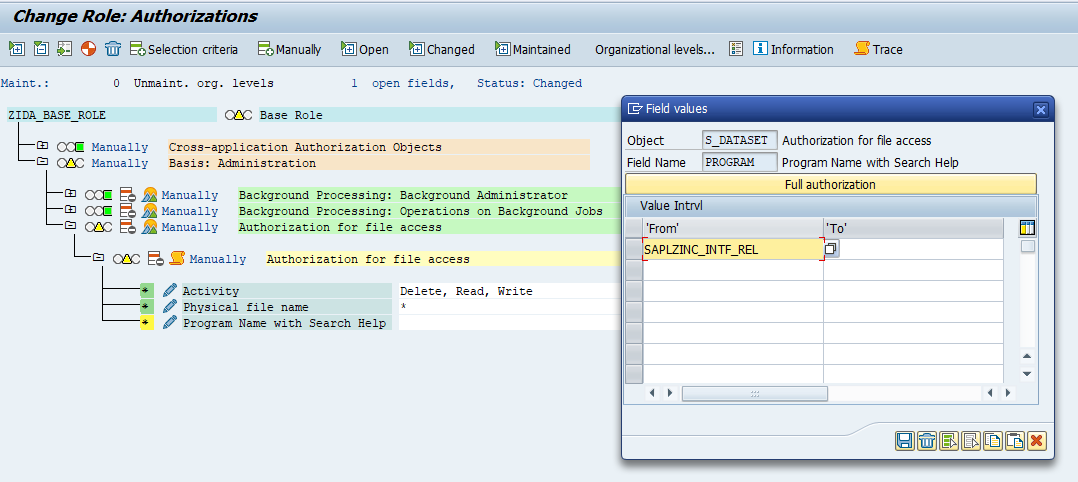 Change Role: Authorizations
Selection criteria Manually Open Changed Maintained Organizational levels... Information Trace
Maint.: 0 Unmaint. org. levels 1 open fields, Status: Changed
ZIDA_BASE_ROLE Base Role
Manually Cross-application Authorization Objects
Manually Basis: Administration
Manually Background Processing: Background Administrator
Manually Background Processing: Operations on Background Jobs
Manually Authorization for file access
Manually Authorization for file access
* Activity Delete, Read, Write
* Physical file name *
* Program Name with Search Help
Field values
Object S_DATASET Authorization for file access
Field Name PROGRAM Program Name with Search Help
Full authorization
Value Intrvl
'From' 'To'
SAPLZINC_INTF_REL